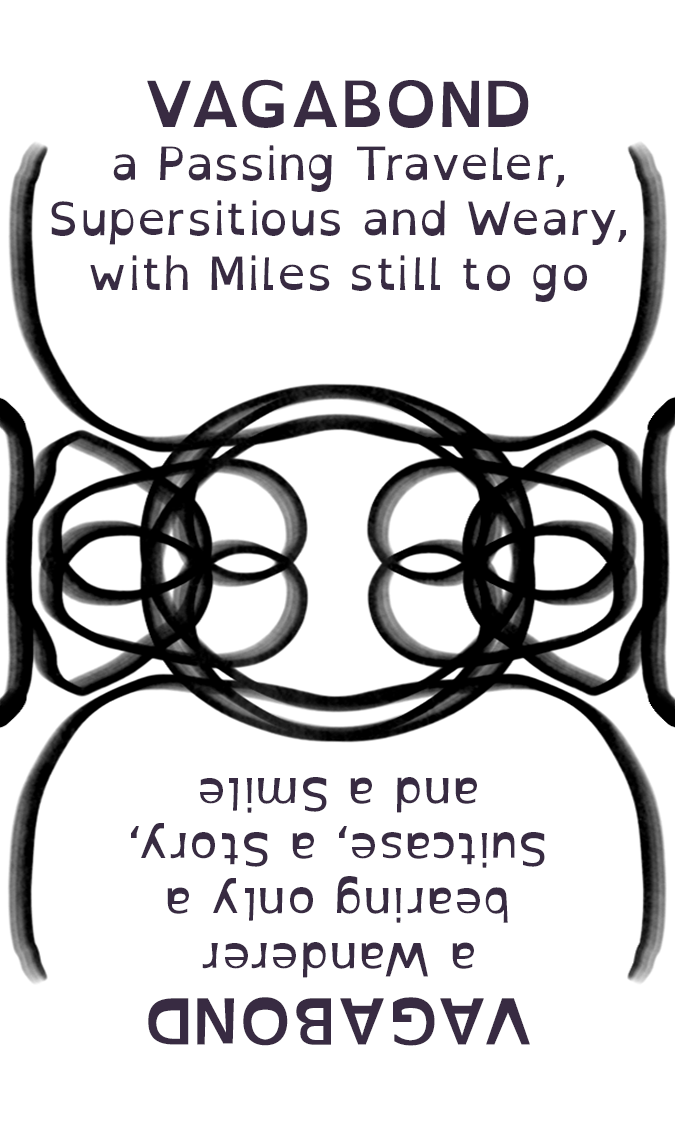 VAGABOND
a Passing Traveler,
Supersitious and Weary,
with Miles still to go
VAGABOND
a Wanderer
bearing only a
Suitcase, a Story,
and a Smile